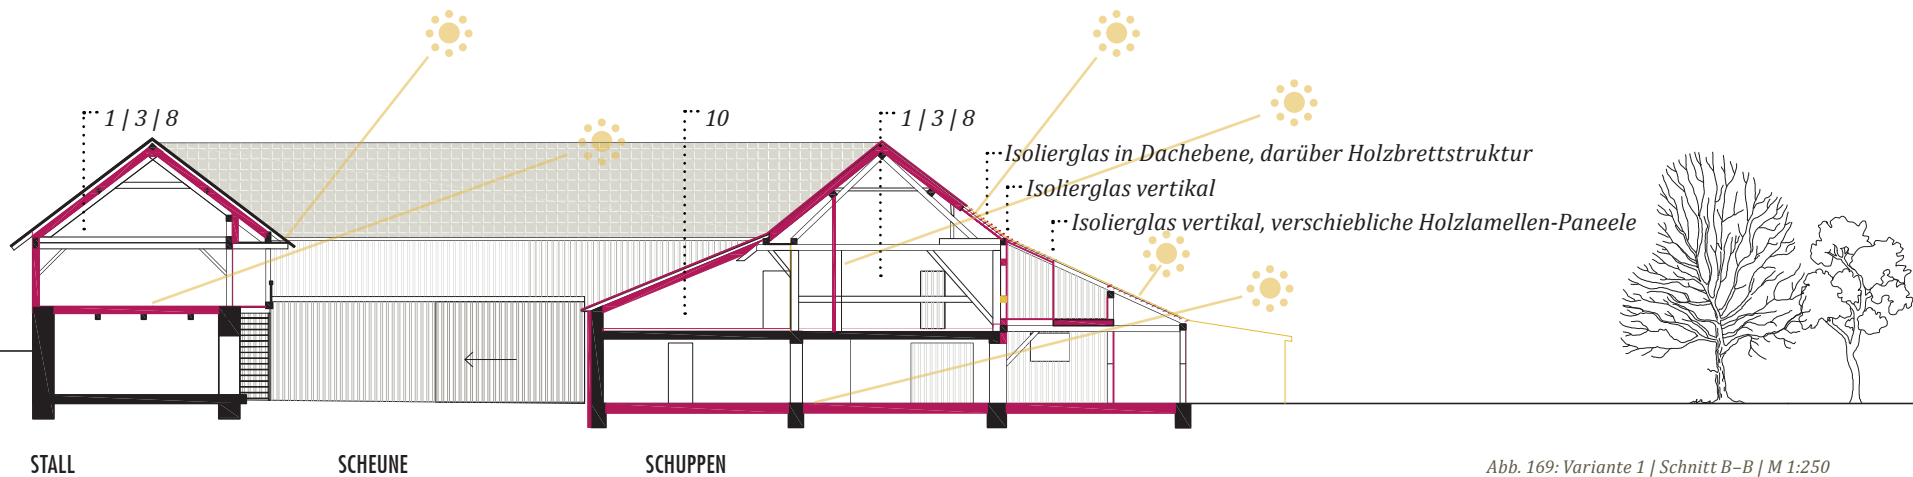 1 | 3 | 8
10
1 | 3 | 8
Isolierglas in Dachebene, darüber Holzbrettstruktur
Isolierglas vertikal
Isolierglas vertikal, verschiebliche Holzlamellen-Paneele
STALL
SCHEUNE
SCHUPPEN
Abb. 169: Variante 1 | Schnitt B–B | M 1:250